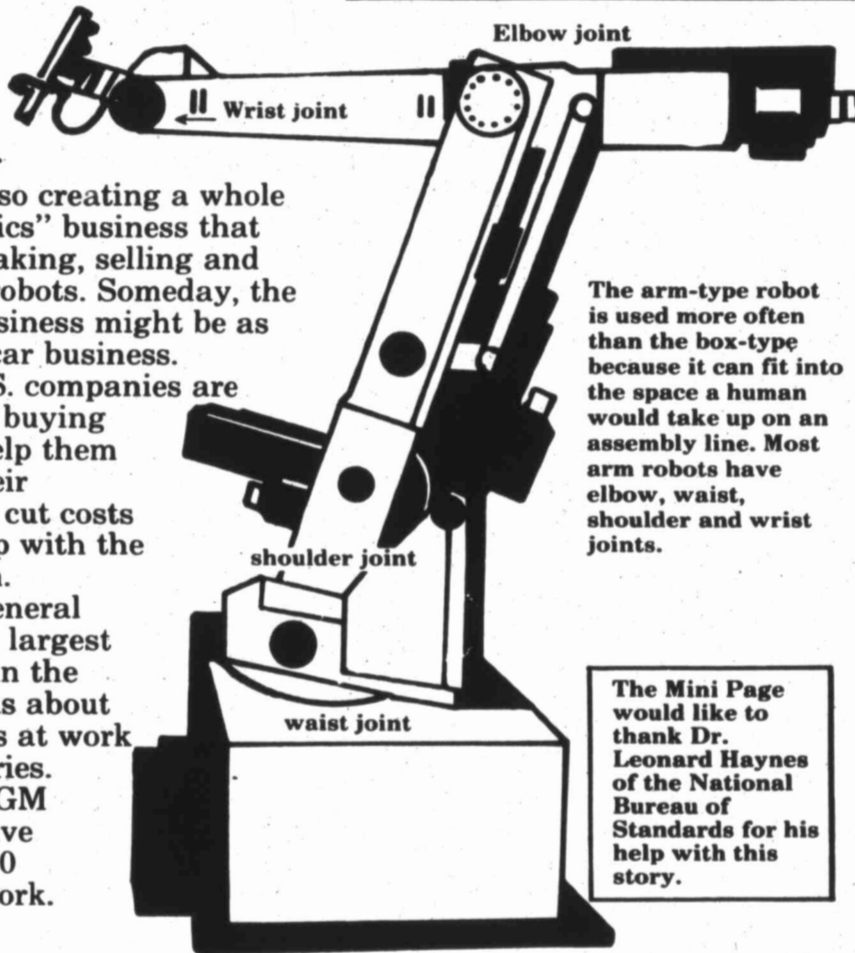 Elbow joint
Wrist joint
so creating a whole
ics" business that
aking, selling and
robots. Someday, the
siness might be as
car business.
S. companies are
buying
elp them
eir
cut costs
p with the
n.
eneral
largest
n the
s about
s at work
ries.
GM
ve
0
ork.
shoulder joint
waist joint
The arm-type robot
is used more often
than the box-type
because it can fit into
the space a human
would take up on an
assembly line. Most
arm robots have
elbow, waist,
shoulder and wrist
joints.
The Mini Page
would like to
thank Dr.
Leonard Haynes
of the National
Bureau of
Standards for his
help with this
story.